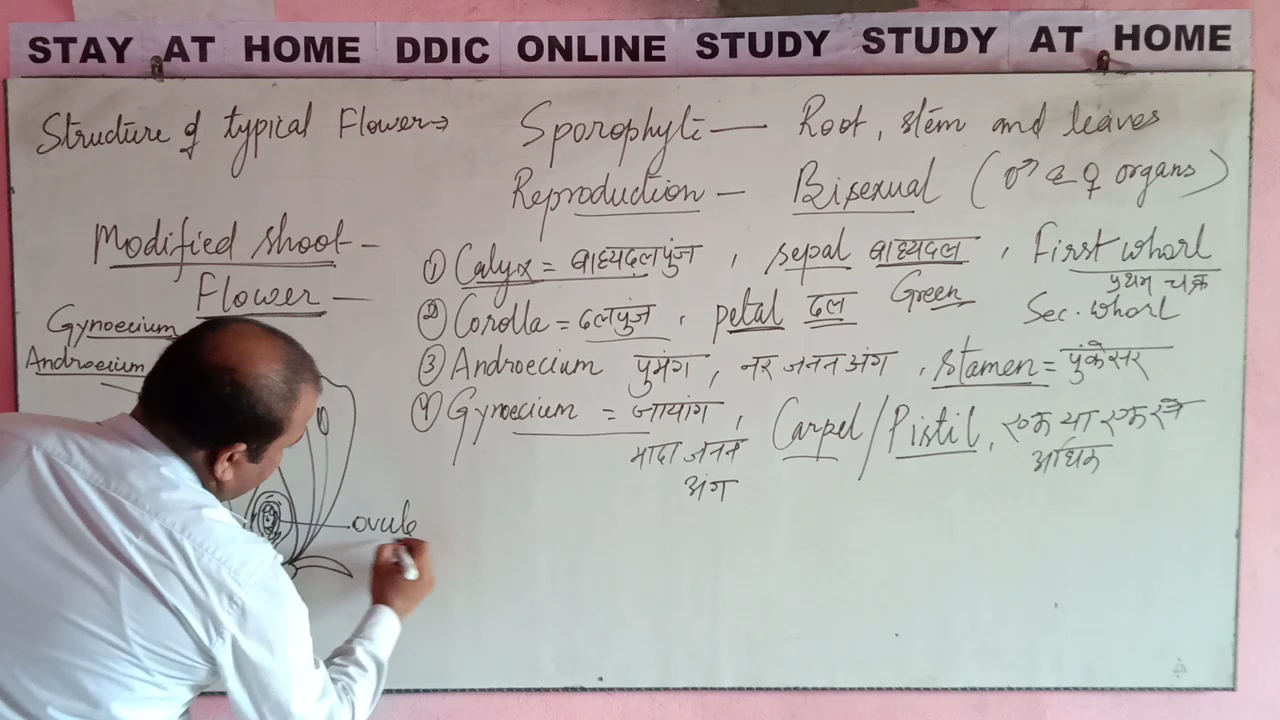 STAY AT HOME DDIC ONLINE STUDY STUDY AT HOME
Structure of typical Flower→
Sporophyte — Root, stem and leaves
Reproduction — Bisexual (♂ & ♀ organs)
Modified shoot —
Flower —
Gynoecium
Androecium
① Calyx = वाह्यदलपुंज , sepal वाह्यदल , First whorl
प्रथम चक्र
② Corolla = दलपुंज , petal दल Green Sec. whorl
③ Androecium पुमंग , नर जनन अंग , stamen = पुंकेसर
④ Gynoecium = जायांग , Carpel/Pistil , एक या एक से
अधिक
मादा जनन
अंग
ovule